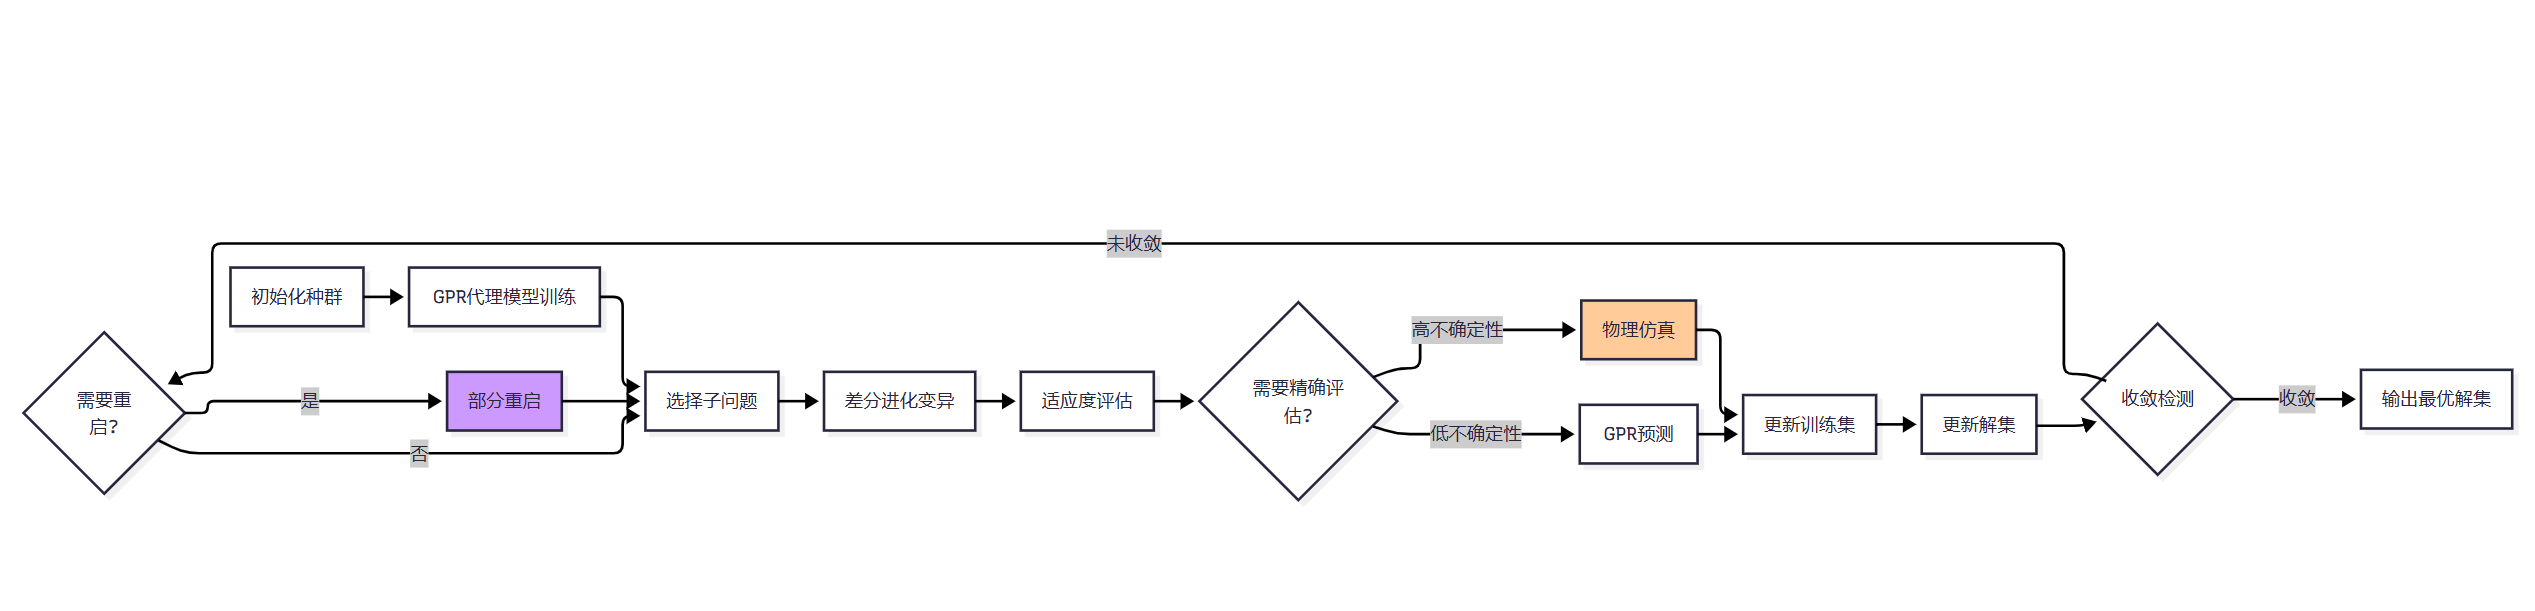 未收敛
初始化种群
GPR代理模型训练
需要重
启?
是
部分重启
否
选择子问题
差分进化变异
适应度评估
需要精确评
估?
高不确定性
物理仿真
低不确定性
GPR预测
更新训练集
更新解集
收敛检测
收敛
输出最优解集